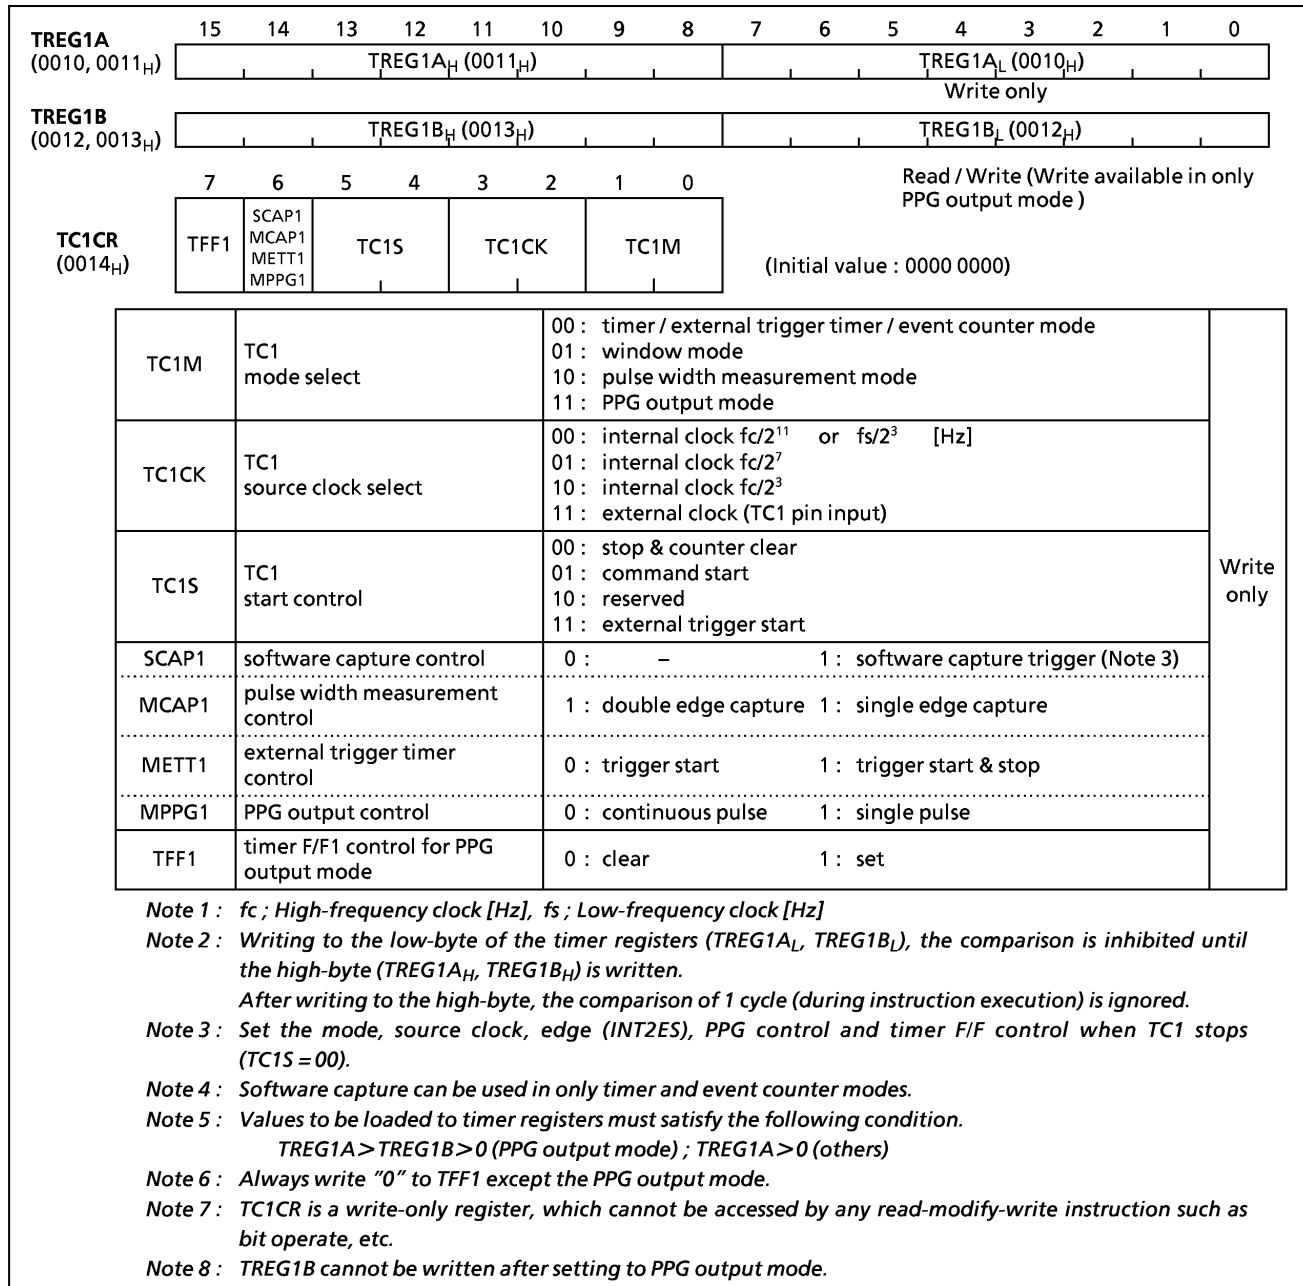 15 14 13 12 11 10 9 8 7 6 5 4 3 2 1 0
TREG1A
(0010, 0011H) TREG1AH (0011H) TREG1AL (0010H)
Write only
TREG1B
(0012, 0013H) TREG1BH (0013H) TREG1BL (0012H)
Read / Write (Write available in only
PPG output mode )
7 6 5 4 3 2 1 0
TC1CR
(0014H)
TFF1
SCAP1
MCAP1
METT1
MPPG1
TC1S TC1CK TC1M
(Initial value : 0000 0000)
TC1M
TC1
mode select
00 : timer / external trigger timer / event counter mode
01 : window mode
10 : pulse width measurement mode
11 : PPG output mode
TC1CK
TC1
source clock select
00 : internal clock fc/2¹¹ or fs/2³ [Hz]
01 : internal clock fc/2⁷
10 : internal clock fc/2³
11 : external clock (TC1 pin input)
TC1S
TC1
start control
00 : stop & counter clear
01 : command start
10 : reserved
11 : external trigger start
Write
only
SCAP1 software capture control 0 : – 1 : software capture trigger (Note 3)
MCAP1
pulse width measurement
control
1 : double edge capture 1 : single edge capture
METT1
external trigger timer
control
0 : trigger start 1 : trigger start & stop
MPPG1 PPG output control 0 : continuous pulse 1 : single pulse
TFF1
timer F/F1 control for PPG
output mode
0 : clear 1 : set
Note 1 : fc ; High-frequency clock [Hz], fs ; Low-frequency clock [Hz]
Note 2 : Writing to the low-byte of the timer registers (TREG1AL, TREG1BL), the comparison is inhibited until
the high-byte (TREG1AH, TREG1BH) is written.
After writing to the high-byte, the comparison of 1 cycle (during instruction execution) is ignored.
Note 3 : Set the mode, source clock, edge (INT2ES), PPG control and timer F/F control when TC1 stops
(TC1S = 00).
Note 4 : Software capture can be used in only timer and event counter modes.
Note 5 : Values to be loaded to timer registers must satisfy the following condition.
TREG1A > TREG1B > 0 (PPG output mode) ; TREG1A > 0 (others)
Note 6 : Always write ″0″ to TFF1 except the PPG output mode.
Note 7 : TC1CR is a write-only register, which cannot be accessed by any read-modify-write instruction such as
bit operate, etc.
Note 8 : TREG1B cannot be written after setting to PPG output mode.